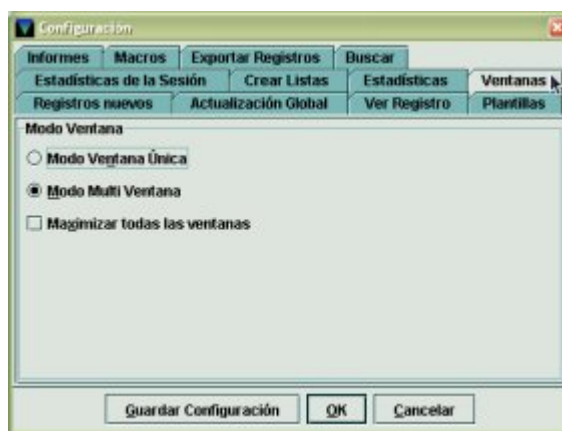 Configuración
Informes Macros Exportar Registros Buscar
Estadísticas de la Sesión Crear Listas Estadísticas Ventanas
Registros nuevos Actualización Global Ver Registro Plantillas
Modo Ventana
Modo Ventana Única
Modo Multi Ventana
Maximizar todas las ventanas
Guardar Configuración OK Cancelar